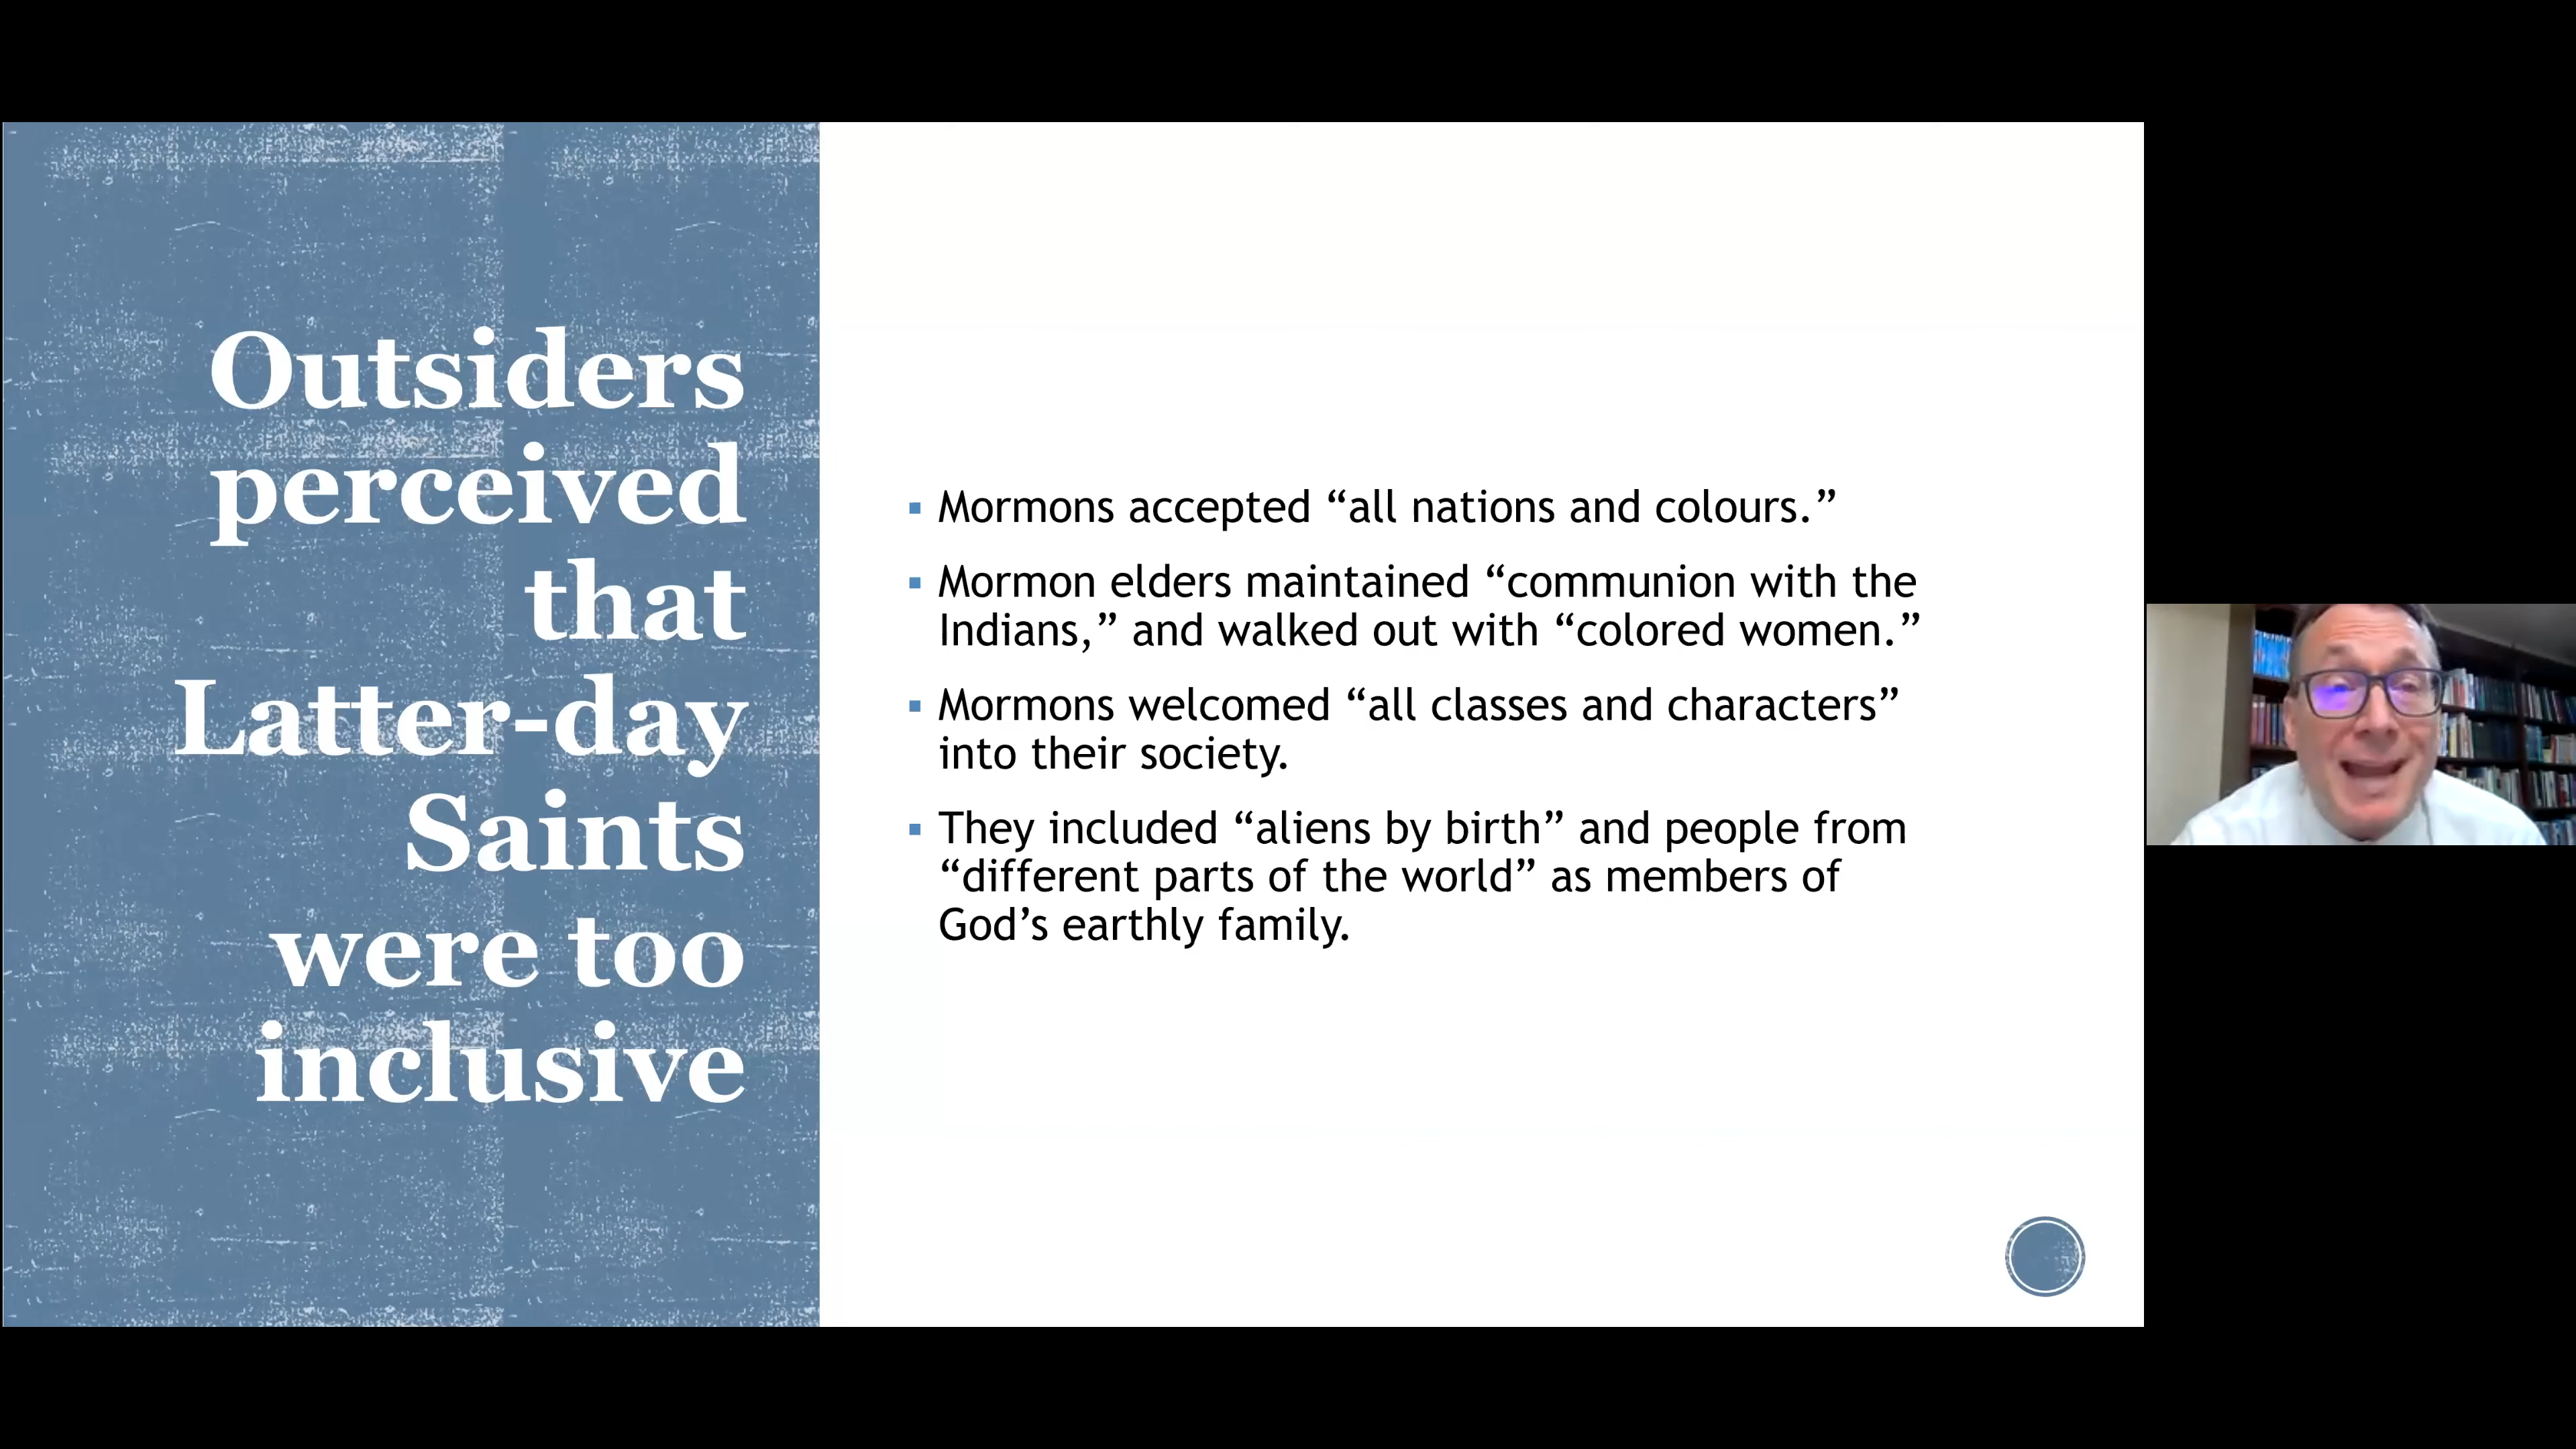 Outsiders
perceived
that
Latter-day
Saints
were too
inclusive
▪ Mormons accepted “all nations and colours.”
▪ Mormon elders maintained “communion with the
Indians,” and walked out with “colored women.”
▪ Mormons welcomed “all classes and characters”
into their society.
▪ They included “aliens by birth” and people from
“different parts of the world” as members of
God’s earthly family.